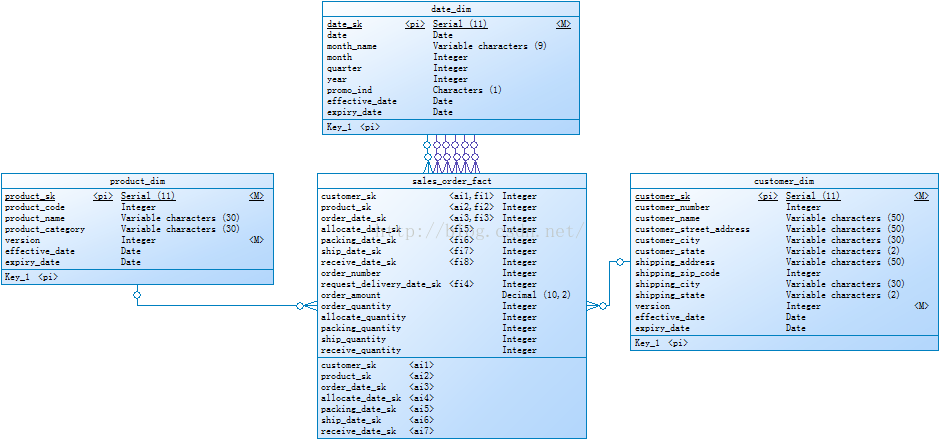 date_dim
date_sk <pi> Serial (11) <M>
date Date
month_name Variable characters (9)
month Integer
quarter Integer
year Integer
promo_ind Characters (1)
effective_date Date
expiry_date Date
Key_1 <pi>
product_dim
product_sk <pi> Serial (11) <M>
product_code Integer
product_name Variable characters (30)
product_category Variable characters (30)
version Integer <M>
effective_date Date
expiry_date Date
Key_1 <pi>
sales_order_fact
customer_sk <ai1,fi1> Integer
product_sk <ai2,fi2> Integer
order_date_sk <ai3,fi3> Integer
allocate_date_sk <fi5> Integer
packing_date_sk <fi6> Integer
ship_date_sk <fi7> Integer
receive_date_sk <fi8> Integer
order_number Integer
request_delivery_date_sk <fi4> Integer
order_amount Decimal (10,2)
order_quantity Integer
allocate_quantity Integer
packing_quantity Integer
ship_quantity Integer
receive_quantity Integer
customer_sk <ai1>
product_sk <ai2>
order_date_sk <ai3>
allocate_date_sk <ai4>
packing_date_sk <ai5>
ship_date_sk <ai6>
receive_date_sk <ai7>
customer_dim
customer_sk <pi> Serial (11) <M>
customer_number Integer
customer_name Variable characters (50)
customer_street_address Variable characters (50)
customer_city Variable characters (30)
customer_state Variable characters (2)
shipping_address Variable characters (50)
shipping_zip_code Integer
shipping_city Variable characters (30)
shipping_state Variable characters (2)
version Integer <M>
effective_date Date
expiry_date Date
Key_1 <pi>
http://blog.csdn.net/